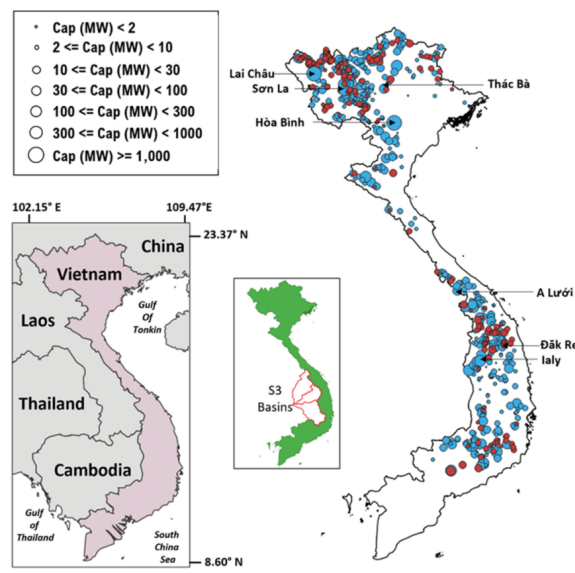 Cap (MW) < 2
2 <= Cap (MW) < 10
10 <= Cap (MW) < 30
30 <= Cap (MW) < 100
100 <= Cap (MW) < 300
300 <= Cap (MW) < 1000
Cap (MW) >= 1,000
Lai Châu
Sơn La
Hòa Bình
Thác Bà
A Lưới
Đăk Re
Ialy
102.15° E
109.47°E
23.37° N
8.60° N
China
Vietnam
Gulf
Of
Tonkin
Laos
Thailand
Cambodia
Gulf
of
Thailand
South
China
Sea
S3
Basins